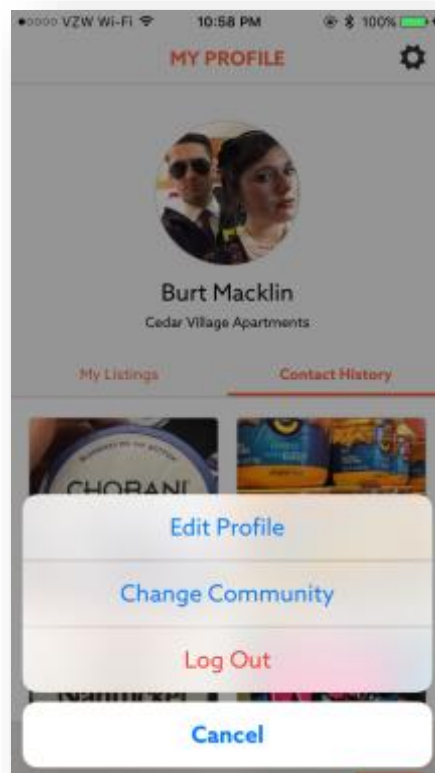 VZW Wi-Fi 10:58 PM 100%
MY PROFILE
Burt Macklin
Cedar Village Apartments
My Listings Contact History
CHOBANI
Edit Profile
Change Community
Log Out
Nantucket
Cancel